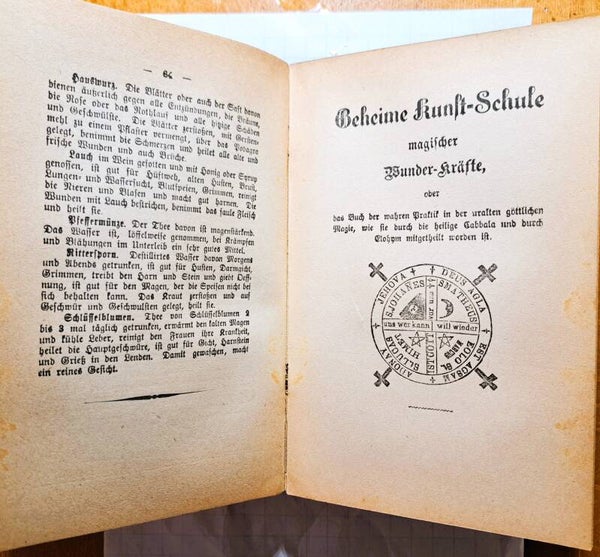 — 64 —
Hauswurz. Die Blätter oder auch der Saft davon
dienen äußerlich gegen alle Entzündungen, die Bräune,
die Rose oder das Rothlauf und alle hitzige Schäden
und Geschwülste. Die Blätter zerstoßen, mit Gersten-
mehl zu einem Pflaster vermengt, über das Podagra
gelegt, benimmt die Schmerzen und heilet alle alte und
frische Wunden und auch Brüche.
Lauch im Wein gesotten und mit Honig oder Syrup
genossen, ist gut für Hüftweh, alten Husten, Brust,
Lungen- und Wassersucht, Blutspeien, Grimmen, reinigt
die Nieren und Blasen und macht gut harnen. Die
Wunden mit Lauch bestrichen, benimmt das faule Fleisch
und heilt sie.
Pfeffermünze. Der Thee davon ist magenstärkend.
Das Wasser ist, löffelweise genommen, bei Krämpfen
und Blähungen im Unterleib ein sehr gutes Mittel.
Rittersporn. Destillirtes Wasser davon Morgens
und Abends getrunken, ist gut für Husten, Darmgicht,
Grimmen, treibt den Harn und Stein und gibt Oeff-
nung, ist gut für den Magen, der die Speisen nicht bei
sich behalten kann. Das Kraut zerstoßen und auf
Geschwür und Geschwulsten gelegt, heilt sie.
Schlüsselblumen. Thee von Schlüsselblumen 2
bis 3 mal täglich getrunken, erwärmt den kalten Magen
und kühle Leber, reinigt den Frauen ihre Krankheit,
heilet die Hauptgeschwüre, ist gut für Gicht, Harnstein
und Grieß in den Lenden. Damit gewaschen, macht
ein reines Gesicht.
Geheime Kunst-Schule
magischer
Wunder-Kräfte,
oder
das Buch der wahren Praktik in der uralten göttlichen
Magie, wie sie durch die heilige Cabbala und durch
Elohym mitgetheilt worden ist.
JEHOVA
DEUS AGLA
SJOHANES
SMATHEUS
uns wer kann
will wieder
ADONAYAS